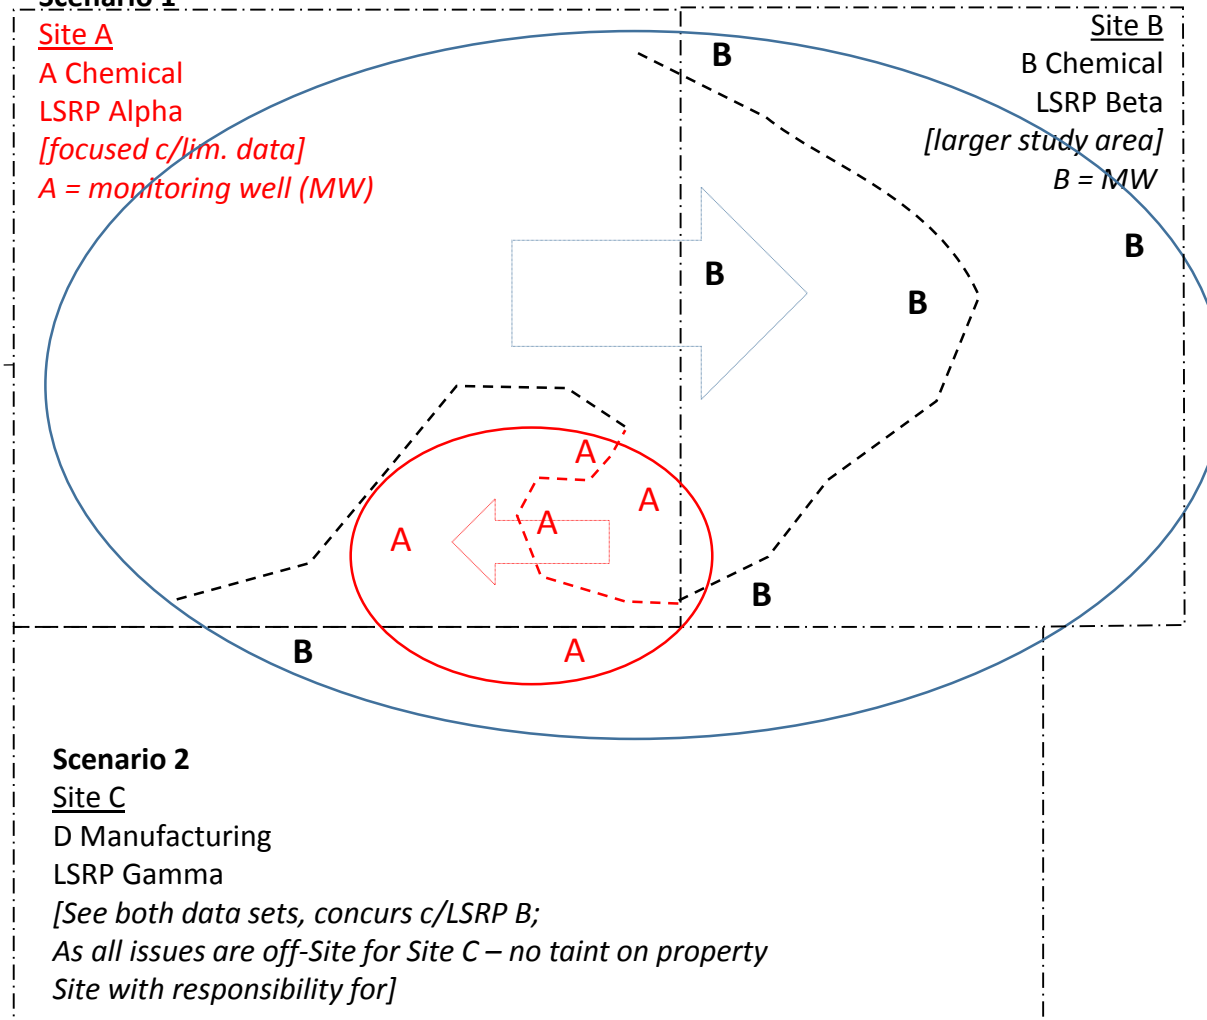 Scenario 1
Site A
A Chemical
LSRP Alpha
[focused c/lim. data]
A = monitoring well (MW)
Site B
B Chemical
LSRP Beta
[larger study area]
B = MW
B
B
B
B
A
A
A
A
B
B
A
Scenario 2
Site C
D Manufacturing
LSRP Gamma
[See both data sets, concurs c/LSRP B;
As all issues are off-Site for Site C – no taint on property
Site with responsibility for]